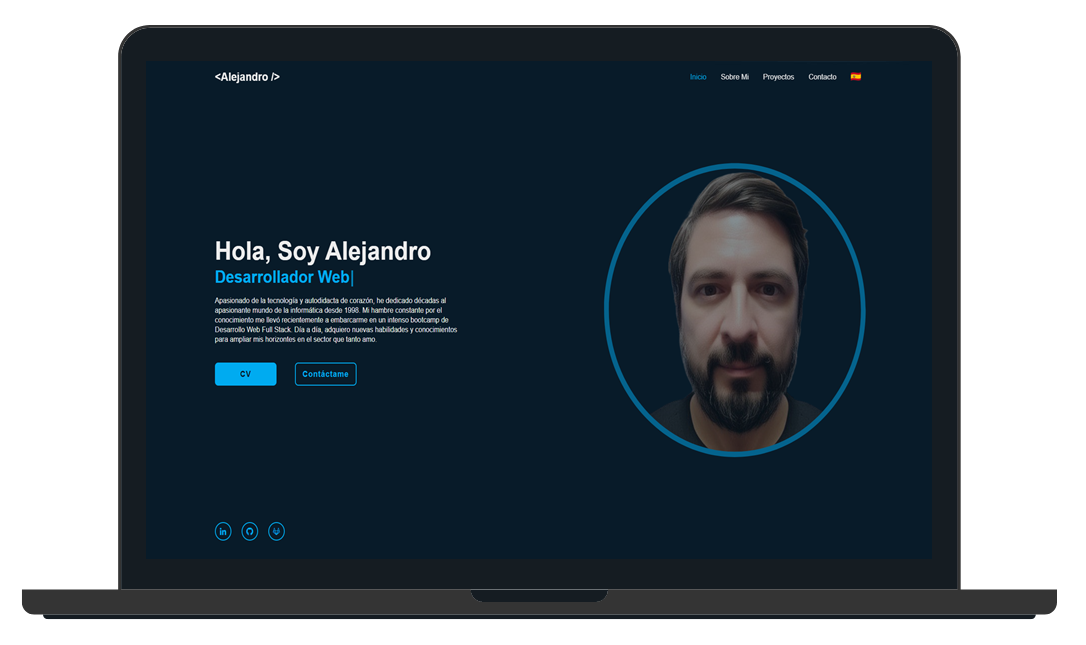 <Alejandro />
Inicio Sobre Mi Proyectos Contacto
Hola, Soy Alejandro
Desarrollador Web|
Apasionado de la tecnología y autodidacta de corazón, he dedicado décadas al
apasionante mundo de la informática desde 1998. Mi hambre constante por el
conocimiento me llevó recientemente a embarcarme en un intenso bootcamp de
Desarrollo Web Full Stack. Día a día, adquiero nuevas habilidades y conocimientos
para ampliar mis horizontes en el sector que tanto amo.
CV Contáctame
in